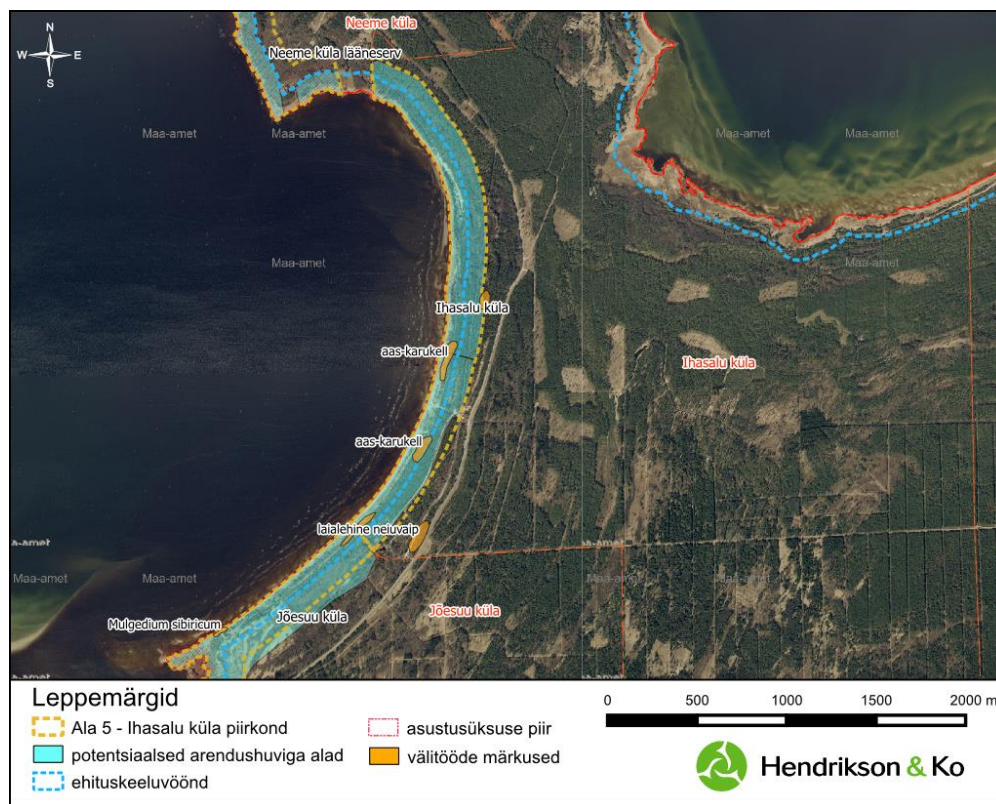 N
W E
S
Neeme küla
Neeme küla lääneserv
Maa-amet
Maa-amet
Maa-amet
Maa-amet
Maa-amet
Maa-amet
Ihasalu küla
aas-karukell
Ihasalu küla
aas-karukell
laialehine neiuvaip
a-amet
Maa-amet
Maa-amet
Maa-amet
Maa-amet
Maa-amet
Mulgedium sibiricum
Jõesuu küla
Jõesuu küla
Leppemärgid
Ala 5 - Ihasalu küla piirkond
potentsiaalsed arendushuviga alad
ehituskeeluvöönd
asustusüksuse piir
välitööde märkused
0 500 1000 1500 2000 m
Hendrikson & Ko